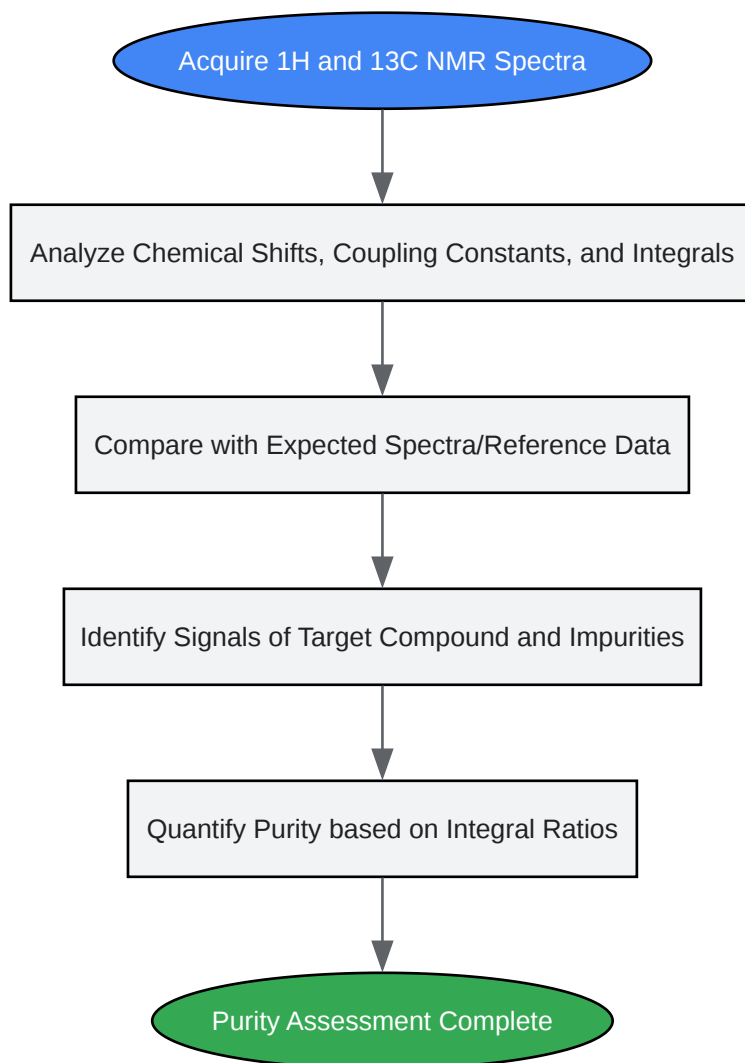 Acquire 1H and 13C NMR Spectra
Analyze Chemical Shifts, Coupling Constants, and Integrals
Compare with Expected Spectra/Reference Data
Identify Signals of Target Compound and Impurities
Quantify Purity based on Integral Ratios
Purity Assessment Complete